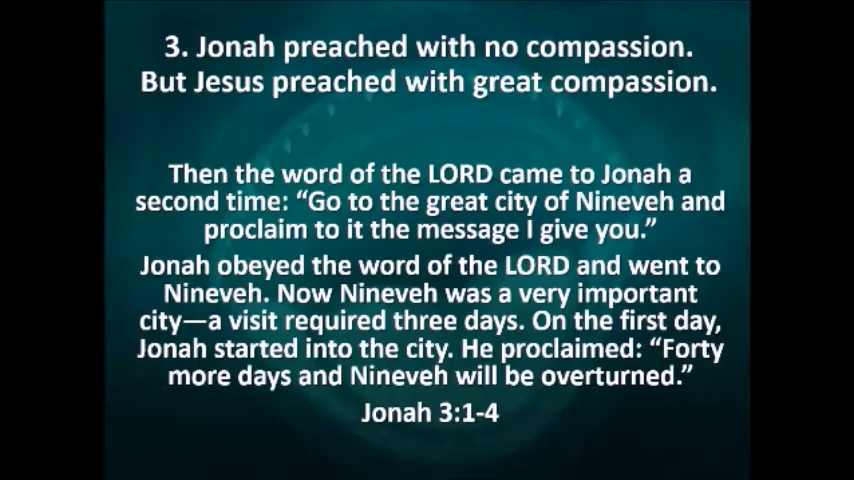 3. Jonah preached with no compassion.
But Jesus preached with great compassion.
Then the word of the LORD came to Jonah a
second time: “Go to the great city of Nineveh and
proclaim to it the message I give you.”
Jonah obeyed the word of the LORD and went to
Nineveh. Now Nineveh was a very important
city—a visit required three days. On the first day,
Jonah started into the city. He proclaimed: “Forty
more days and Nineveh will be overturned.”
Jonah 3:1-4